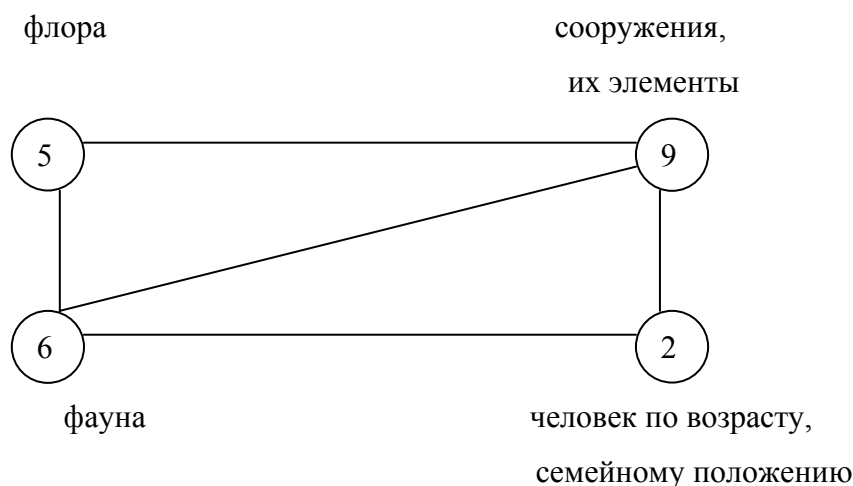 флора
сооружения,
их элементы
5
9
6
2
фауна
человек по возрасту,
семейному положению